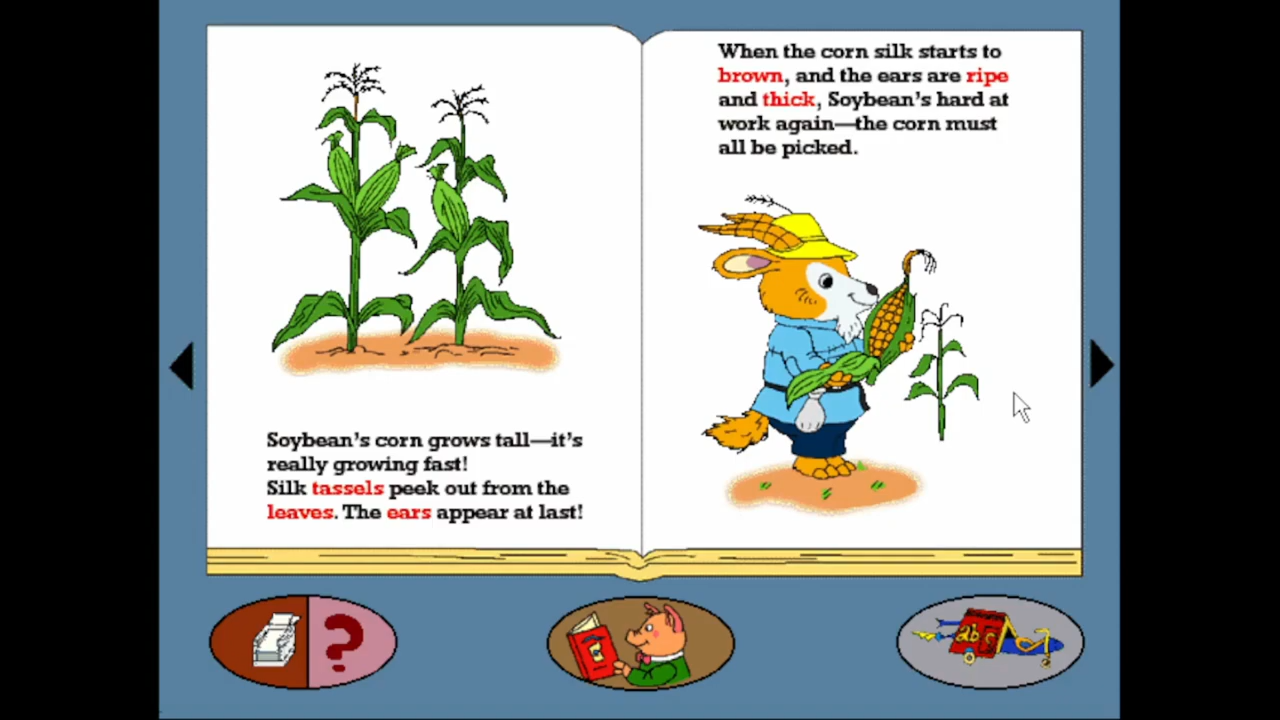 Soybean's corn grows tall—it's
really growing fast!
Silk tassels peek out from the
leaves. The ears appear at last!
When the corn silk starts to
brown, and the ears are ripe
and thick, Soybean's hard at
work again—the corn must
all be picked.
?
abc